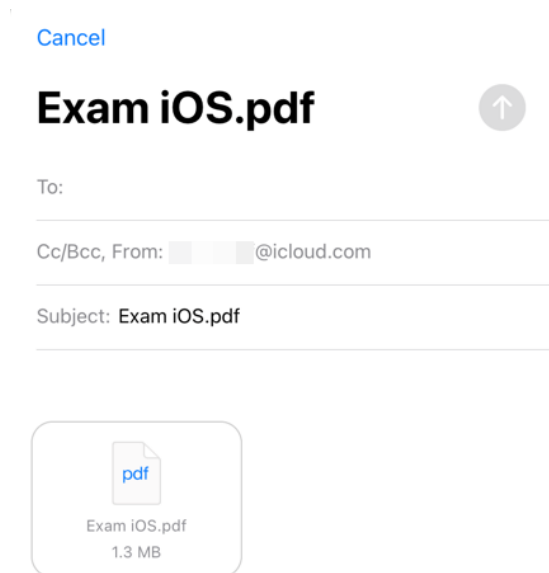 Cancel
Exam iOS.pdf
To:
Cc/Bcc, From: @icloud.com
Subject: Exam iOS.pdf
pdf
Exam iOS.pdf
1.3 MB